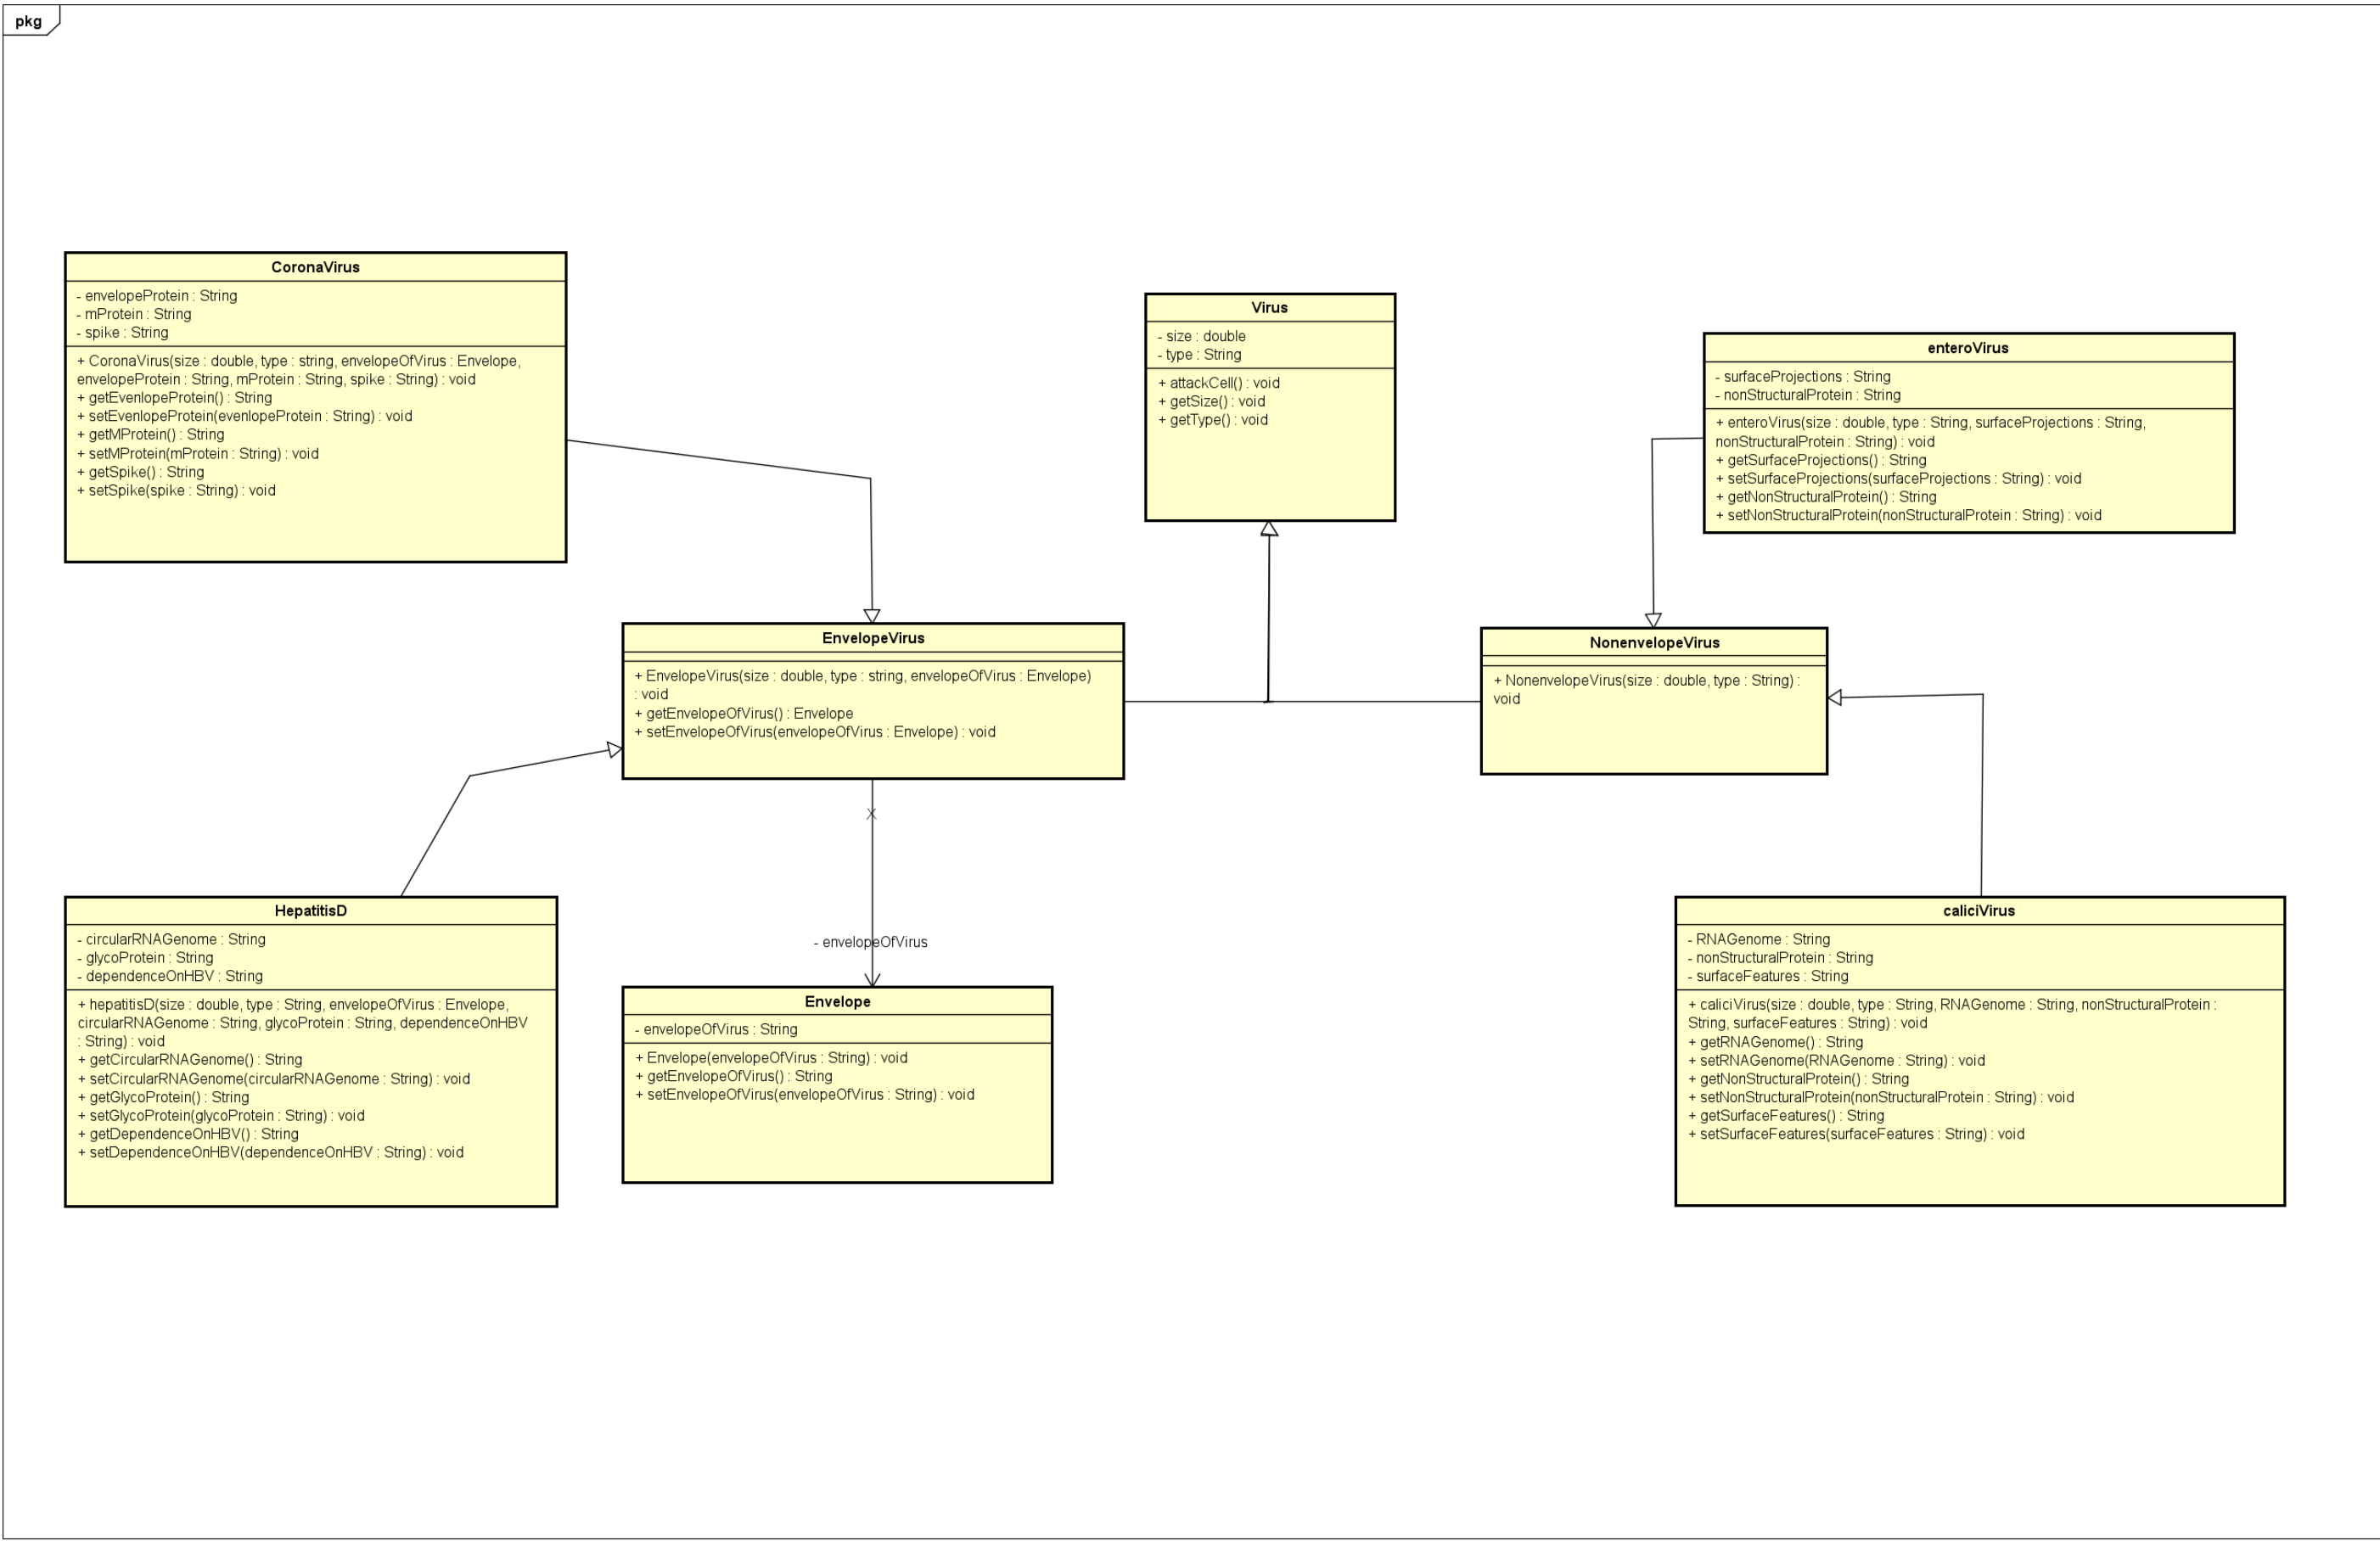 pkg
CoronaVirus
- envelopeProtein : String
- mProtein : String
- spike : String
+ CoronaVirus(size : double, type : string, envelopeOfVirus : Envelope,
envelopeProtein : String, mProtein : String, spike : String) : void
+ getEvenlopeProtein() : String
+ setEvenlopeProtein(evenlopeProtein : String) : void
+ getMProtein() : String
+ setMProtein(mProtein : String) : void
+ getSpike() : String
+ setSpike(spike : String) : void
Virus
- size : double
- type : String
+ attackCell() : void
+ getSize() : void
+ getType() : void
enteroVirus
- surfaceProjections : String
- nonStructuralProtein : String
+ enteroVirus(size : double, type : String, surfaceProjections : String,
nonStructuralProtein : String) : void
+ getSurfaceProjections() : String
+ setSurfaceProjections(surfaceProjections : String) : void
+ getNonStructuralProtein() : String
+ setNonStructuralProtein(nonStructuralProtein : String) : void
EnvelopeVirus
+ EnvelopeVirus(size : double, type : string, envelopeOfVirus : Envelope)
: void
+ getEnvelopeOfVirus() : Envelope
+ setEnvelopeOfVirus(envelopeOfVirus : Envelope) : void
NonenvelopeVirus
+ NonenvelopeVirus(size : double, type : String) :
void
- envelopeOfVirus
HepatitisD
- circularRNAGenome : String
- glycoProtein : String
- dependenceOnHBV : String
+ hepatitisD(size : double, type : String, envelopeOfVirus : Envelope,
circularRNAGenome : String, glycoProtein : String, dependenceOnHBV
: String) : void
+ getCircularRNAGenome() : String
+ setCircularRNAGenome(circularRNAGenome : String) : void
+ getGlycoProtein() : String
+ setGlycoProtein(glycoProtein : String) : void
+ getDependenceOnHBV() : String
+ setDependenceOnHBV(dependenceOnHBV : String) : void
Envelope
- envelopeOfVirus : String
+ Envelope(envelopeOfVirus : String) : void
+ getEnvelopeOfVirus() : String
+ setEnvelopeOfVirus(envelopeOfVirus : String) : void
caliciVirus
- RNAGenome : String
- nonStructuralProtein : String
- surfaceFeatures : String
+ caliciVirus(size : double, type : String, RNAGenome : String, nonStructuralProtein :
String, surfaceFeatures : String) : void
+ getRNAGenome() : String
+ setRNAGenome(RNAGenome : String) : void
+ getNonStructuralProtein() : String
+ setNonStructuralProtein(nonStructuralProtein : String) : void
+ getSurfaceFeatures() : String
+ setSurfaceFeatures(surfaceFeatures : String) : void